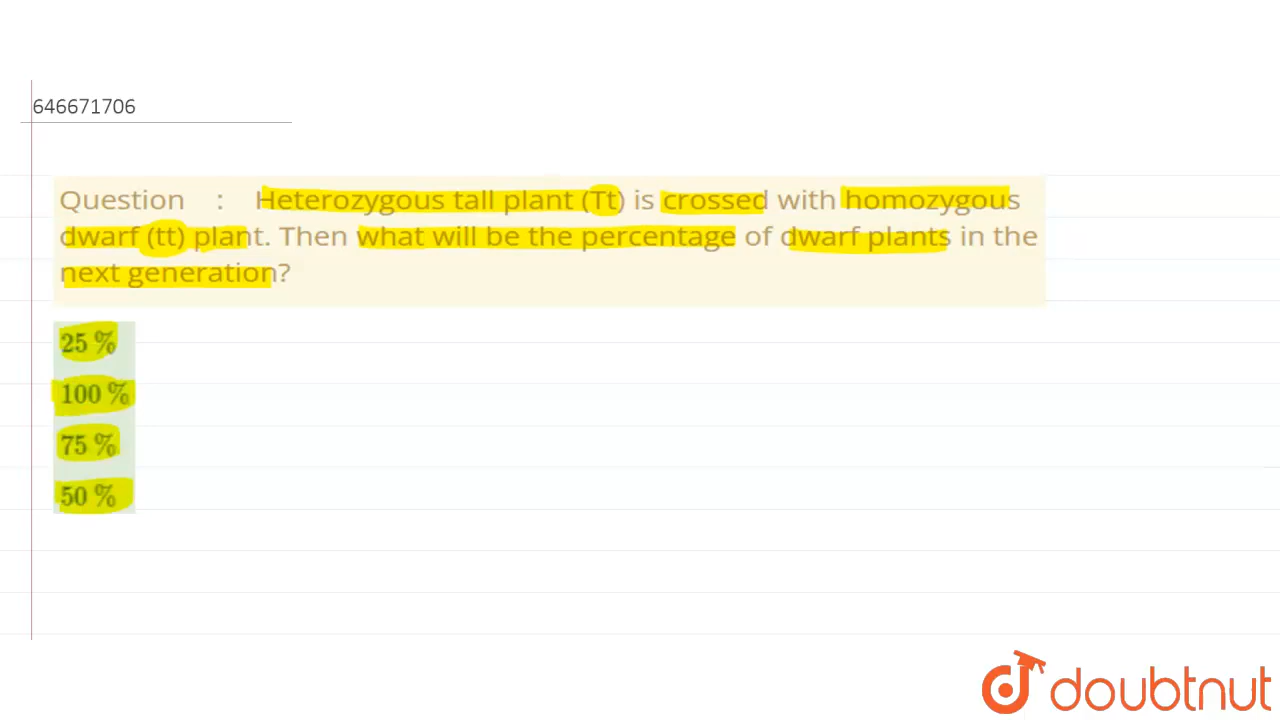 646671706
Question : Heterozygous tall plant (Tt) is crossed with homozygous
dwarf (tt) plant. Then what will be the percentage of dwarf plants in the
next generation?
25 %
100 %
75 %
50 %
doubtnut